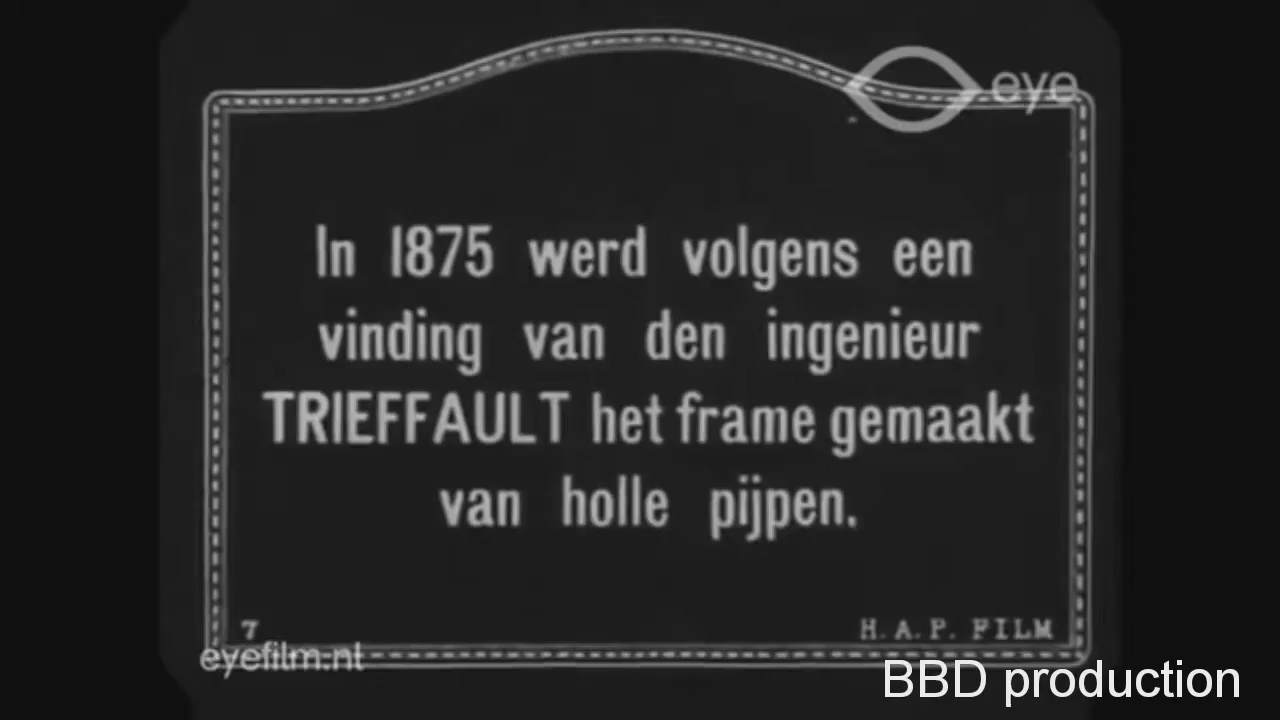 eye
In 1875 werd volgens een
vinding van den ingenieur
TRIEFFAULT het frame gemaakt
van holle pijpen.
7
H. A. P. FILM
eyefilm.nl
BBD production